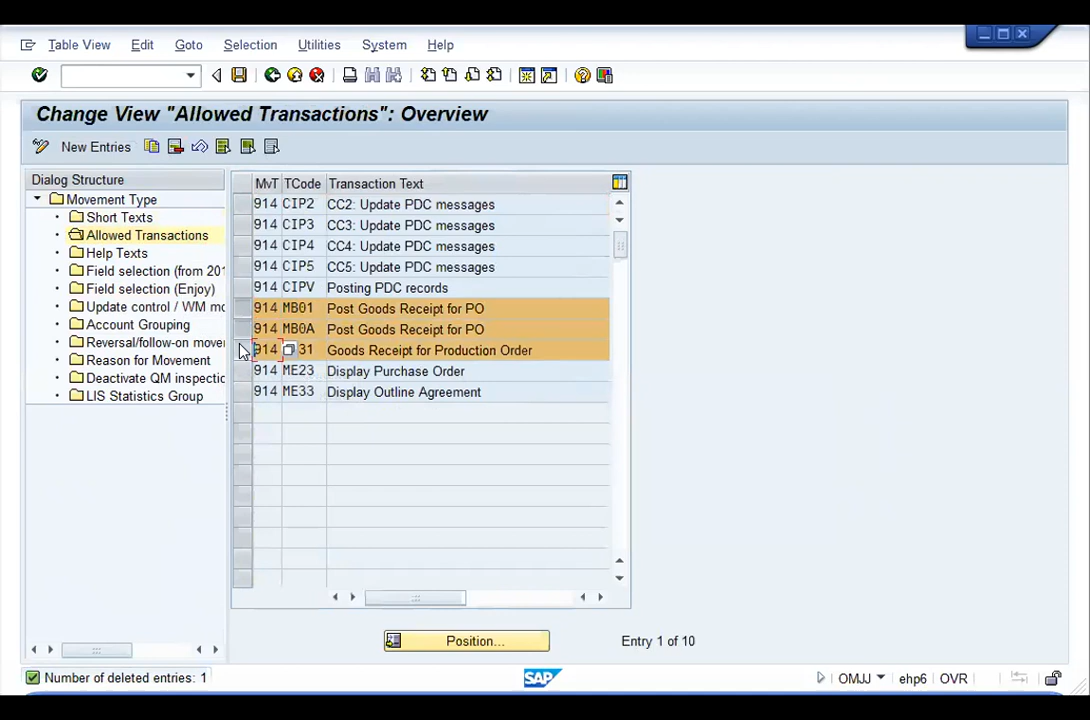 Table View Edit Goto Selection Utilities System Help
Change View "Allowed Transactions": Overview
New Entries
Dialog Structure
Movement Type
Short Texts
Allowed Transactions
Help Texts
Field selection (from 201
Field selection (Enjoy)
Update control / WM mo
Account Grouping
Reversal/follow-on mover
Reason for Movement
Deactivate QM inspectio
LIS Statistics Group
MvT TCode Transaction Text
914 CIP2 CC2: Update PDC messages
914 CIP3 CC3: Update PDC messages
914 CIP4 CC4: Update PDC messages
914 CIP5 CC5: Update PDC messages
914 CIPV Posting PDC records
914 MB01 Post Goods Receipt for PO
914 MB0A Post Goods Receipt for PO
914 31 Goods Receipt for Production Order
914 ME23 Display Purchase Order
914 ME33 Display Outline Agreement
Position... Entry 1 of 10
Number of deleted entries: 1 SAP OMJJ ehp6 OVR